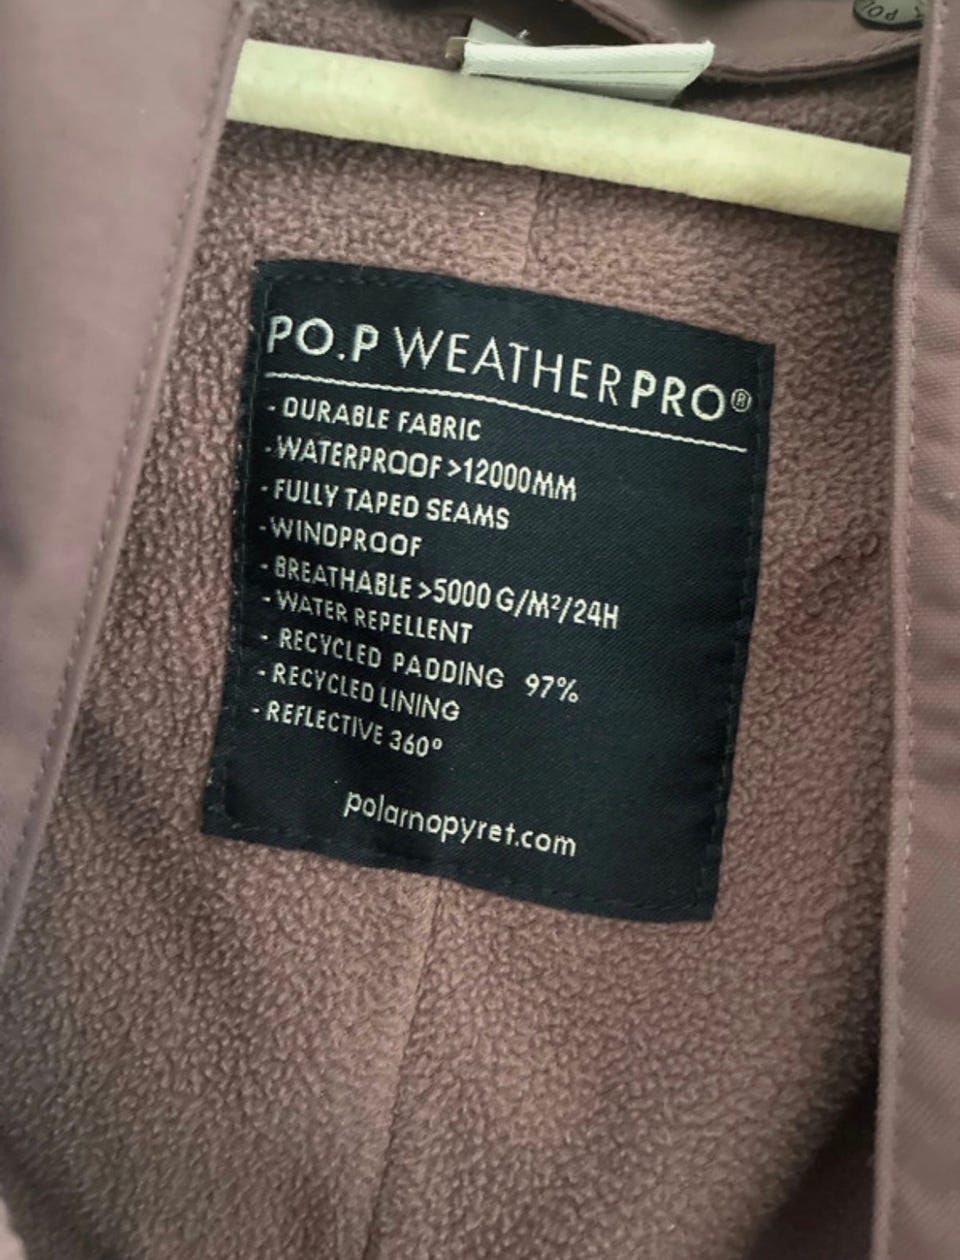 PO.P WEATHERPRO®
- DURABLE FABRIC
- WATERPROOF >12000MM
- FULLY TAPED SEAMS
- WINDPROOF
- BREATHABLE >5000 G/M²/24H
- WATER REPELLENT
- RECYCLED PADDING 97%
- RECYCLED LINING
- REFLECTIVE 360°
polarnopyret.com